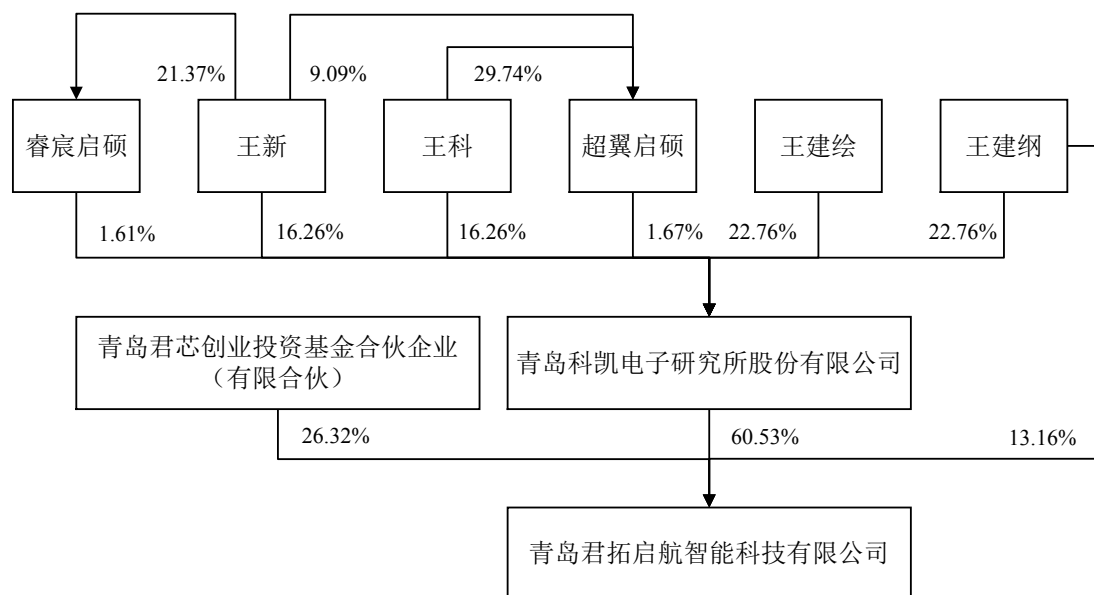 21.37%
9.09%
29.74%
睿宸启硕
王新
王科
超翼启硕
王建绘
王建纲
1.61%
16.26%
16.26%
1.67%
22.76%
22.76%
青岛君芯创业投资基金合伙企业
（有限合伙）
青岛科凯电子研究所股份有限公司
26.32%
60.53%
13.16%
青岛君拓启航智能科技有限公司